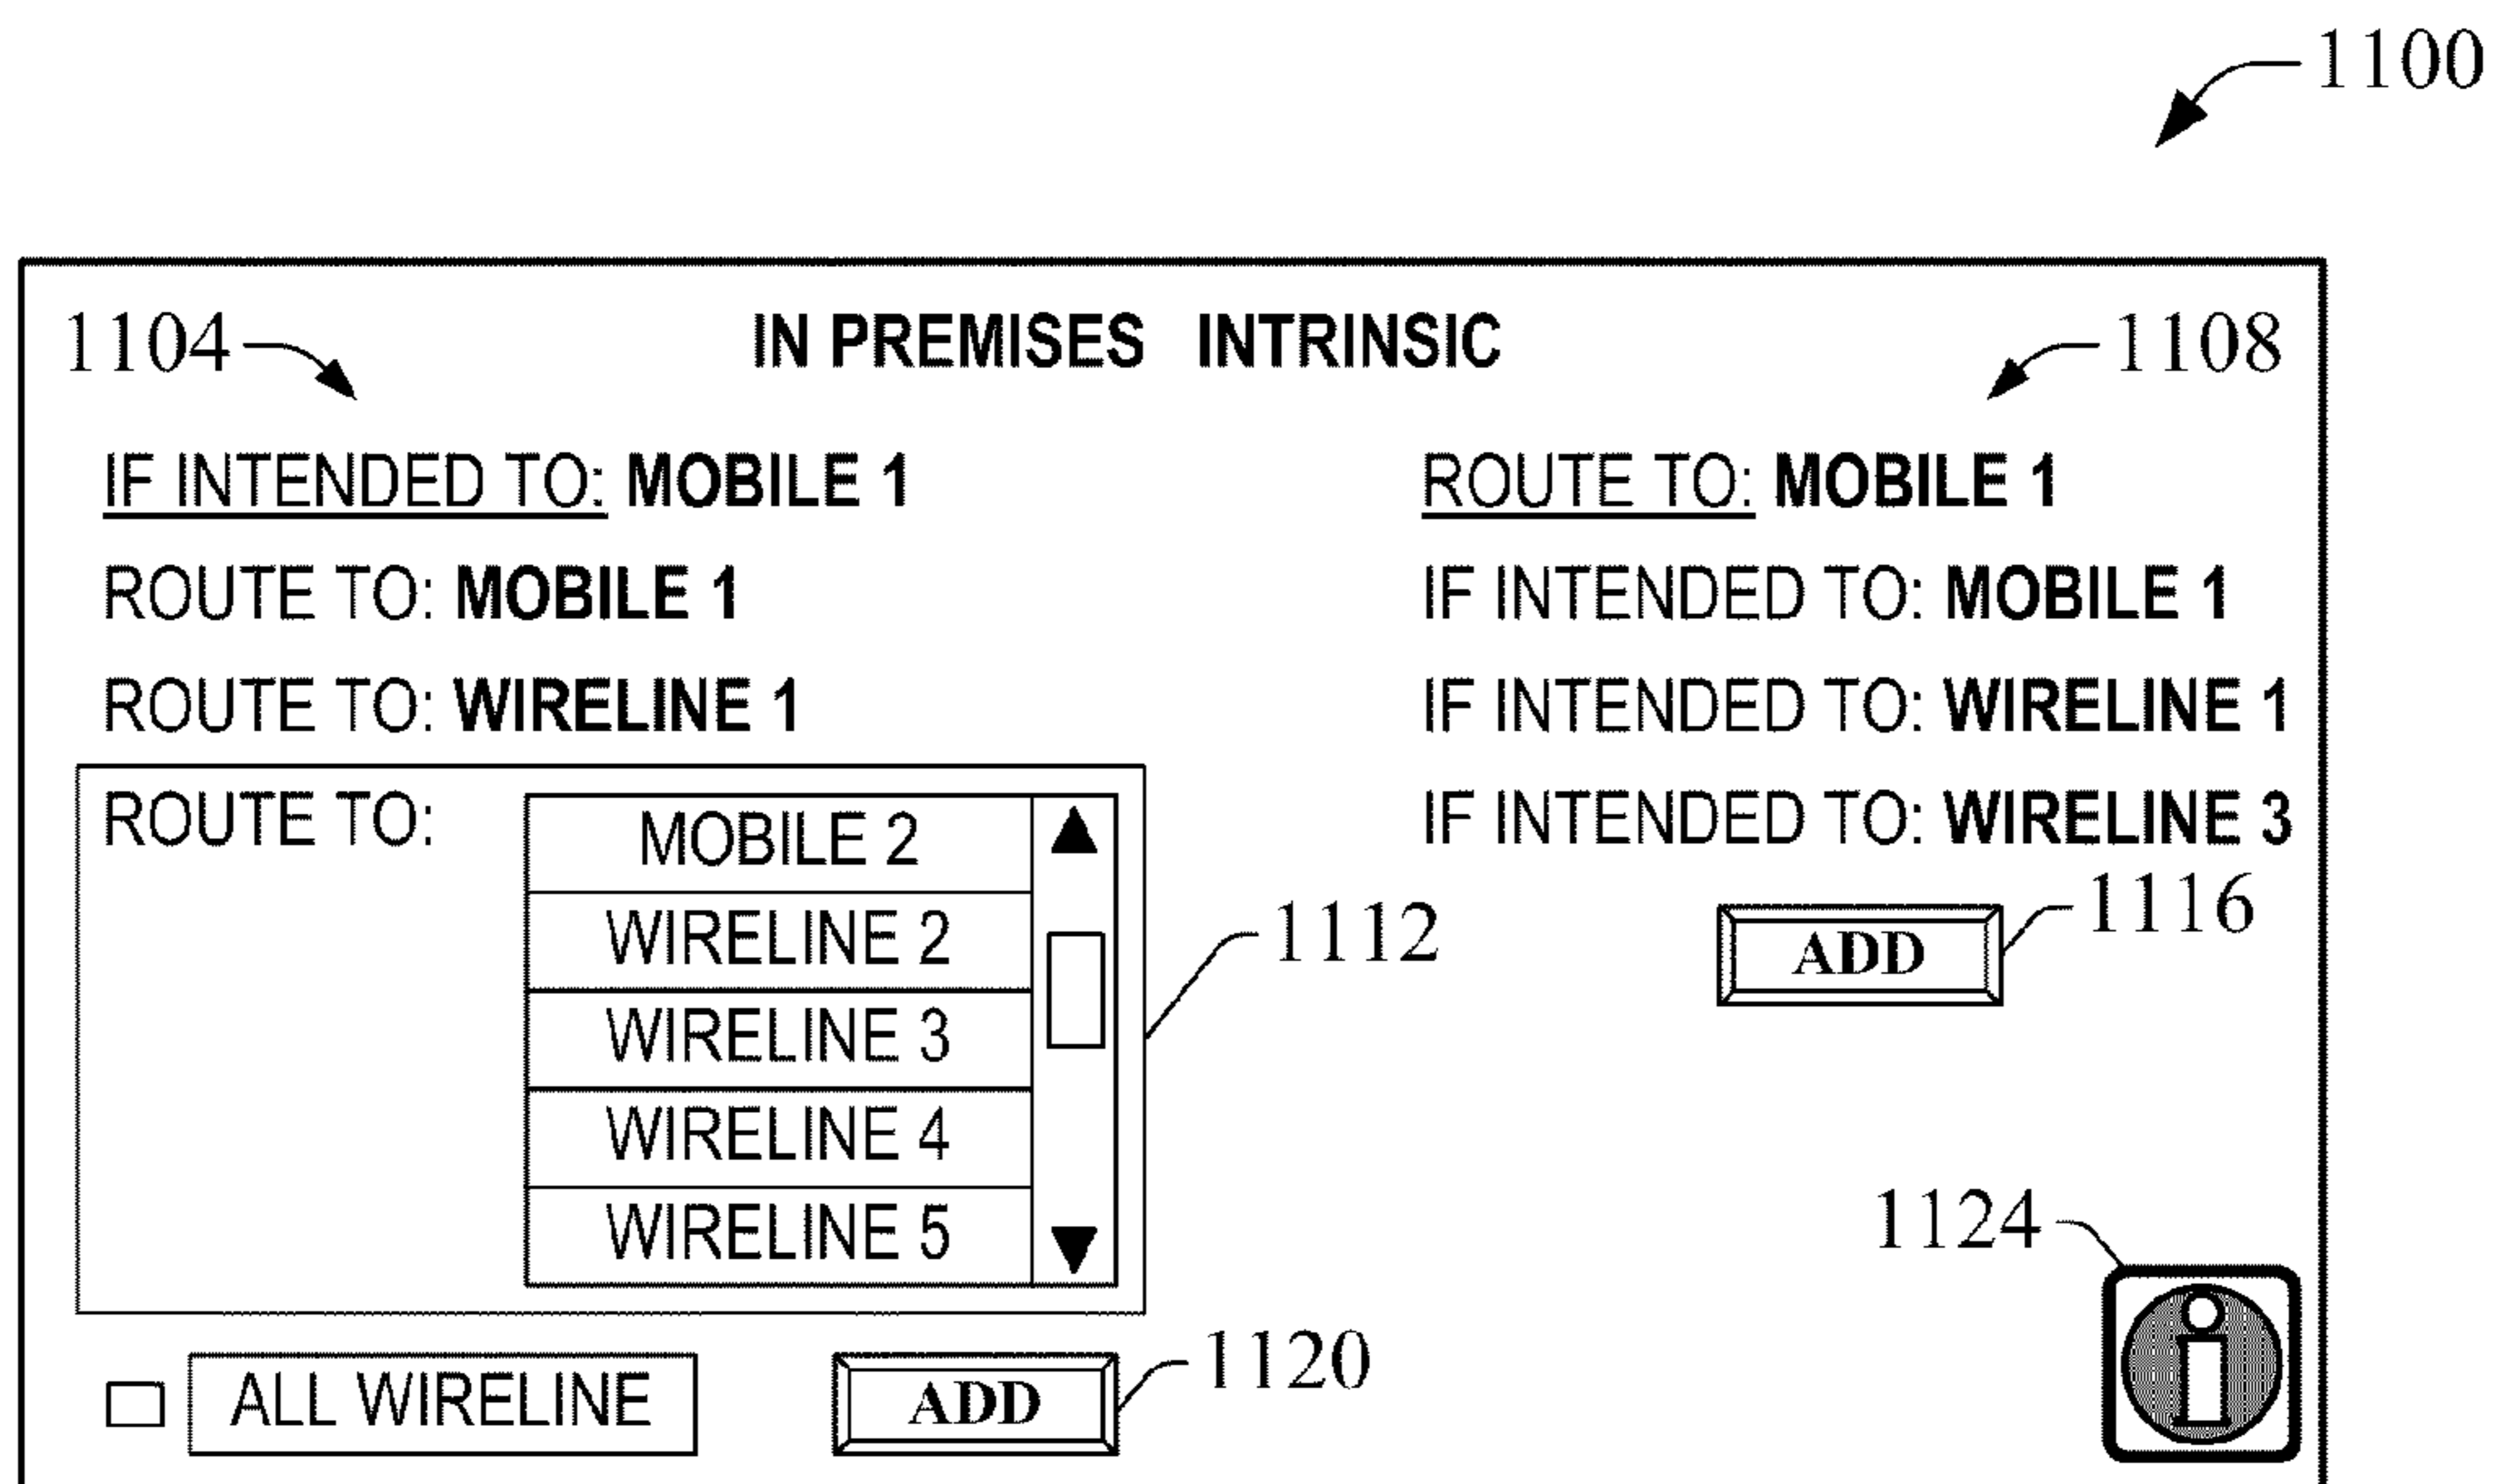 1100
1104
IN PREMISES INTRINSIC
1108
IF INTENDED TO: MOBILE 1
ROUTE TO: MOBILE 1
ROUTE TO: WIRELINE 1
ROUTE TO:
MOBILE 2
WIRELINE 2
WIRELINE 3
WIRELINE 4
WIRELINE 5
1112
ALL WIRELINE
ADD
1120
ROUTE TO: MOBILE 1
IF INTENDED TO: MOBILE 1
IF INTENDED TO: WIRELINE 1
IF INTENDED TO: WIRELINE 3
ADD
1116
1124
i